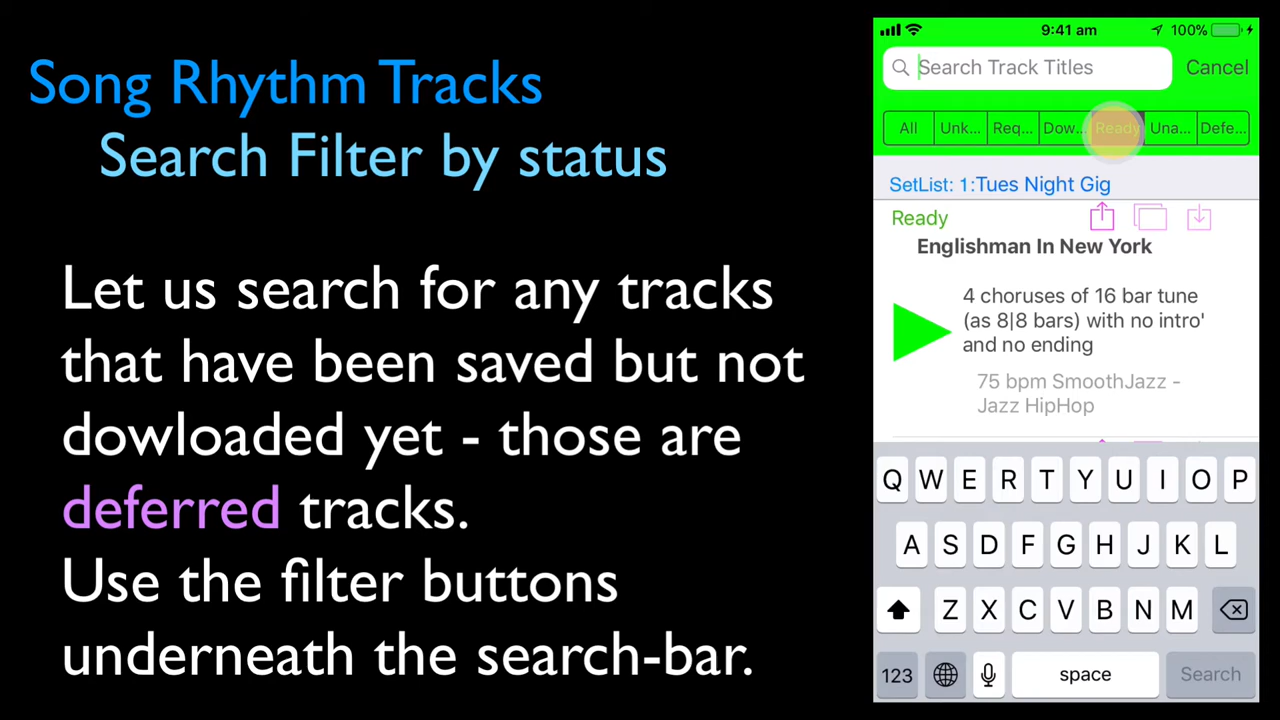 Song Rhythm Tracks
Search Filter by status
Let us search for any tracks
that have been saved but not
dowloaded yet - those are
deferred tracks.
Use the filter buttons
underneath the search-bar.
9:41 am 100%
Search Track Titles Cancel
All Unk... Req... Dow... Ready Una... Defe...
SetList: 1:Tues Night Gig
Ready
Englishman In New York
4 choruses of 16 bar tune
(as 8|8 bars) with no intro'
and no ending
75 bpm SmoothJazz -
Jazz HipHop
Q W E R T Y U I O P
A S D F G H J K L
Z X C V B N M
123 space Search